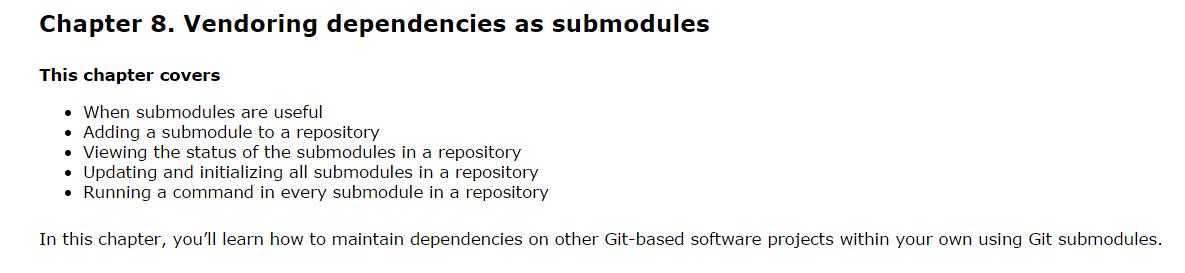 Chapter 8. Vendoring dependencies as submodules
This chapter covers
• When submodules are useful
• Adding a submodule to a repository
• Viewing the status of the submodules in a repository
• Updating and initializing all submodules in a repository
• Running a command in every submodule in a repository
In this chapter, you’ll learn how to maintain dependencies on other Git-based software projects within your own using Git submodules.